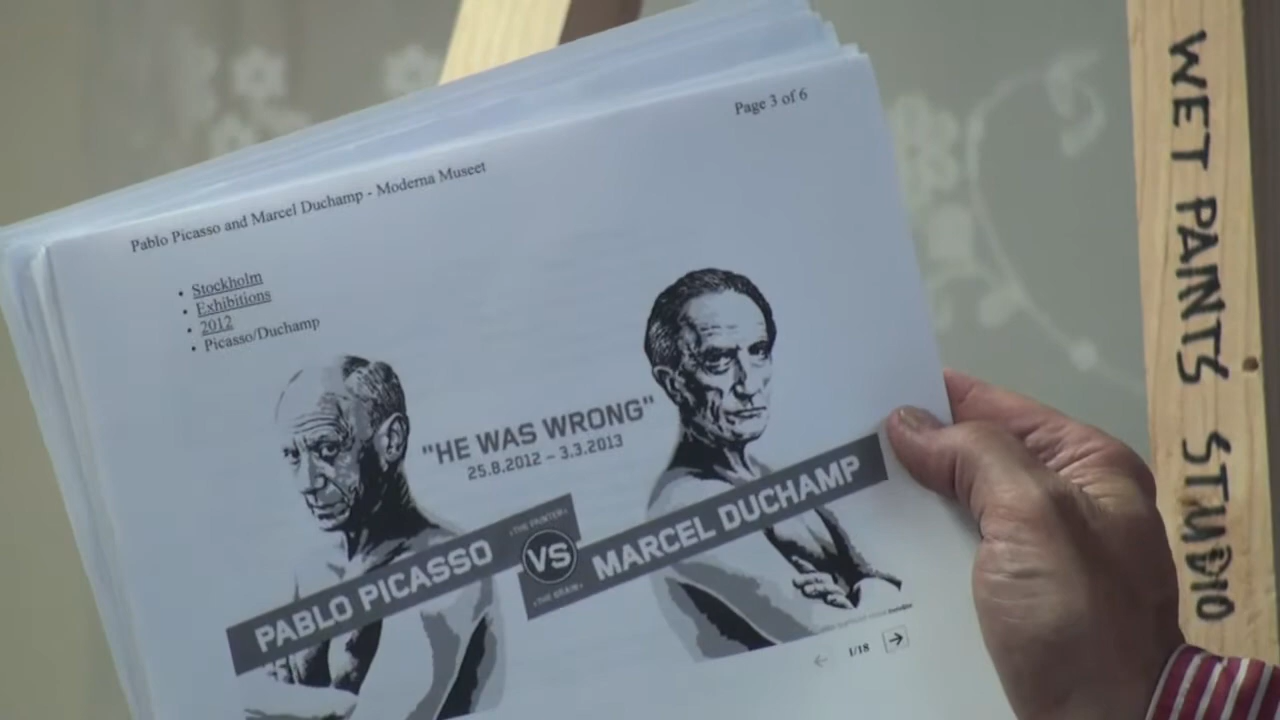 Page 3 of 6
Pablo Picasso and Marcel Duchamp - Moderna Museet
• Stockholm
• Exhibitions
• 2012
• Picasso/Duchamp
"HE WAS WRONG"
25.8.2012 – 3.3.2013
PABLO PICASSO
«THE PAINTER»
VS
«THE BRAIN»
MARCEL DUCHAMP
← 1/18 →
WET PANTS STUDIO